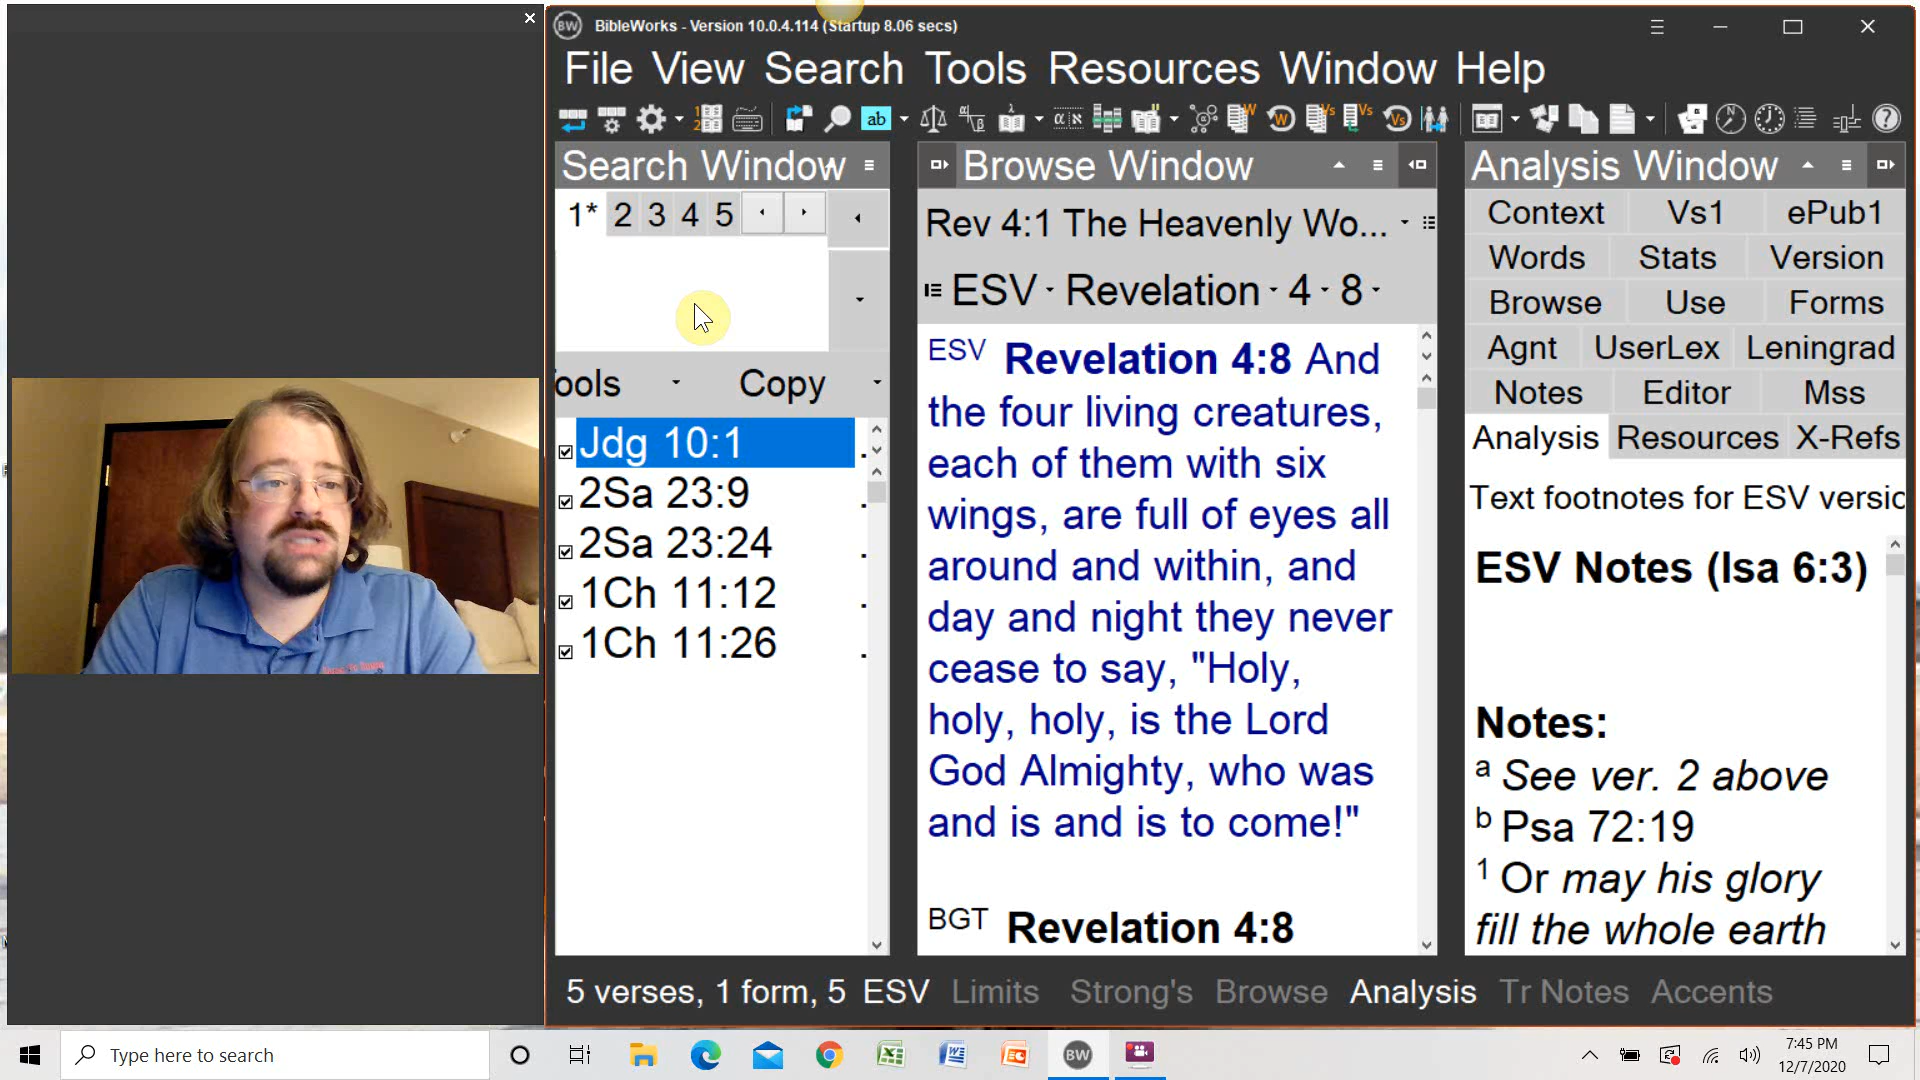 BW BibleWorks - Version 10.0.4.114 (Startup 8.06 secs)
File View Search Tools Resources Window Help
Search Window
1* 2 3 4 5
ools Copy
Jdg 10:1
2Sa 23:9
2Sa 23:24
1Ch 11:12
1Ch 11:26
Browse Window
Rev 4:1 The Heavenly Wo...
ESV Revelation 4 8
ESV Revelation 4:8 And
the four living creatures,
each of them with six
wings, are full of eyes all
around and within, and
day and night they never
cease to say, "Holy,
holy, holy, is the Lord
God Almighty, who was
and is and is to come!"
BGT Revelation 4:8
Analysis Window
Context Vs1 ePub1
Words Stats Version
Browse Use Forms
Agnt UserLex Leningrad
Notes Editor Mss
Analysis Resources X-Refs
Text footnotes for ESV versio
ESV Notes (Isa 6:3)
Notes:
a See ver. 2 above
b Psa 72:19
1 Or may his glory
fill the whole earth
5 verses, 1 form, 5 ESV Limits Strong's Browse Analysis Tr Notes Accents
Type here to search
BW
7:45 PM
12/7/2020